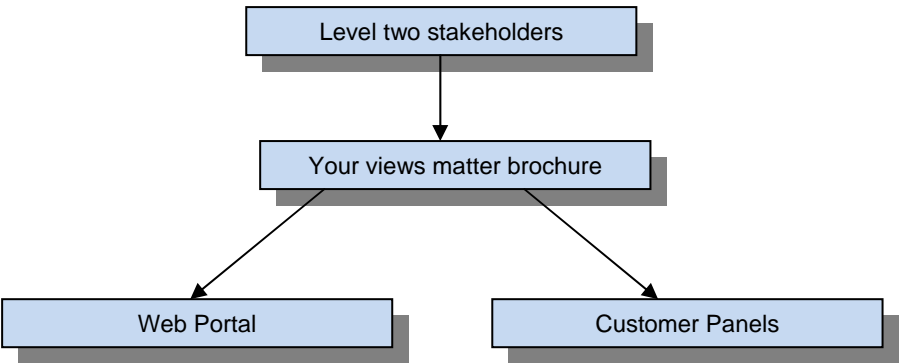 Level two stakeholders
Your views matter brochure
Web Portal
Customer Panels